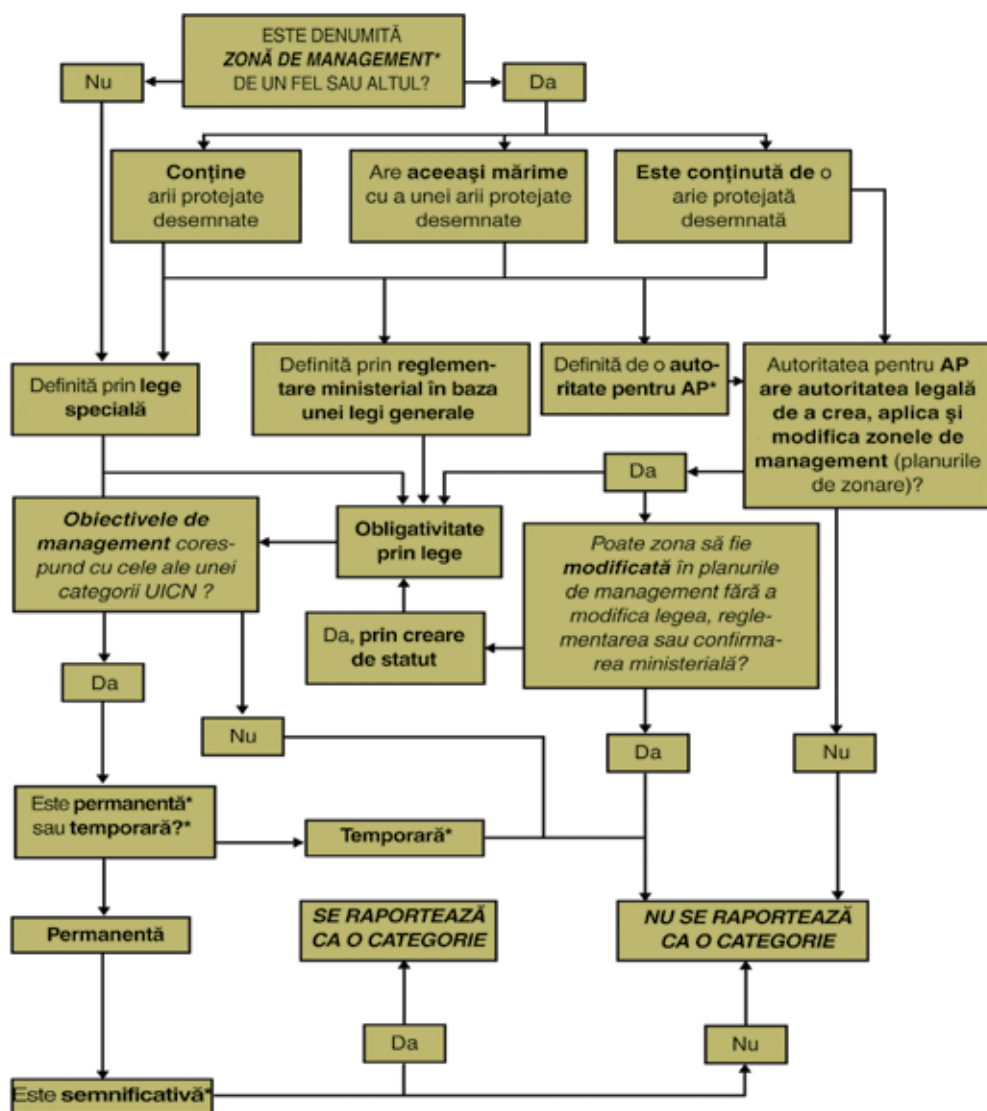 ESTE DENUMITĂ
ZONĂ DE MANAGEMENT*
DE UN FEL SAU ALTUL?
Nu
Da
Conține
arii protejate
desemnate
Are aceeași mărime
cu a unei arii protejate
desemnate
Este conținută de o
arie protejată
desemnată
Definită prin lege
specială
Definită prin reglemen-
tare ministerial în baza
unei legi generale
Definită de o auto-
ritate pentru AP*
Autoritatea pentru AP
are autoritatea legală
de a crea, aplica și
modifica zonele de
management (planurile
de zonare)?
Da
Obiectivele de
management cores-
pund cu cele ale unei
categorii UICN ?
Obligativitate
prin lege
Poate zona să fie
modificată în planurile
de management fără a
modifica legea, regle-
mentarea sau confirma-
rea ministerială?
Da, prin creare
de statut
Da
Nu
Da
Nu
Este permanentă*
sau temporară?*
Temporară*
SE RAPORTEAZĂ
CA O CATEGORIE
NU SE RAPORTEAZĂ
CA O CATEGORIE
Permanentă
Da
Nu
Este semnificativă*